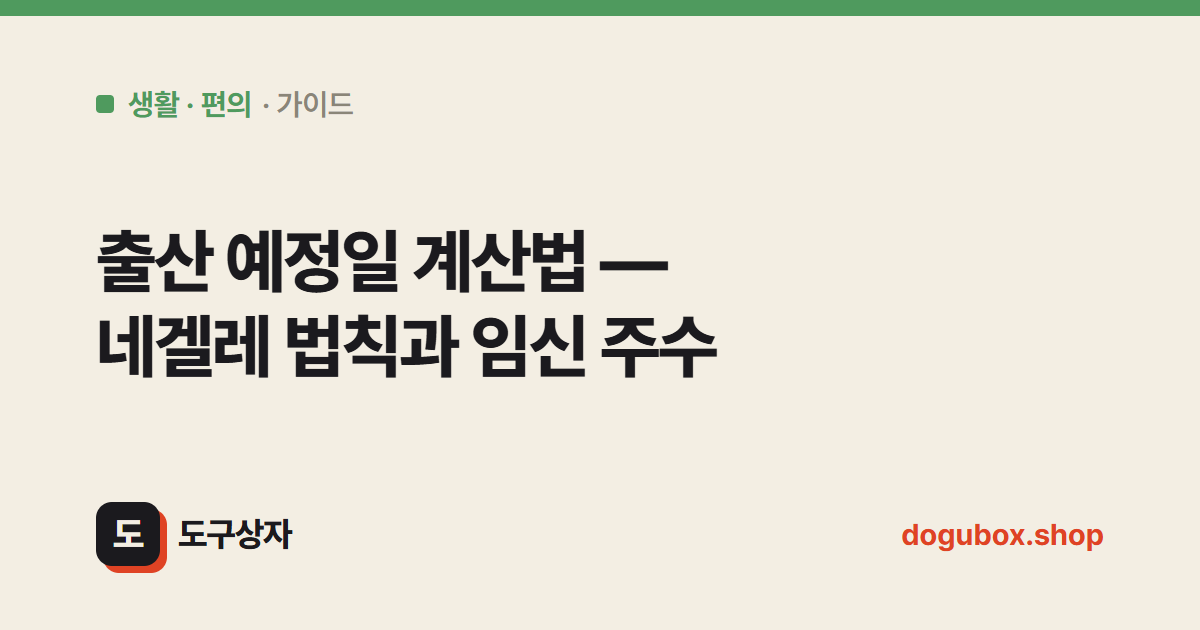 생활 · 편의 · 가이드
출산 예정일 계산법 —
네겔레 법칙과 임신 주수
도 도구상자
dogubox.shop